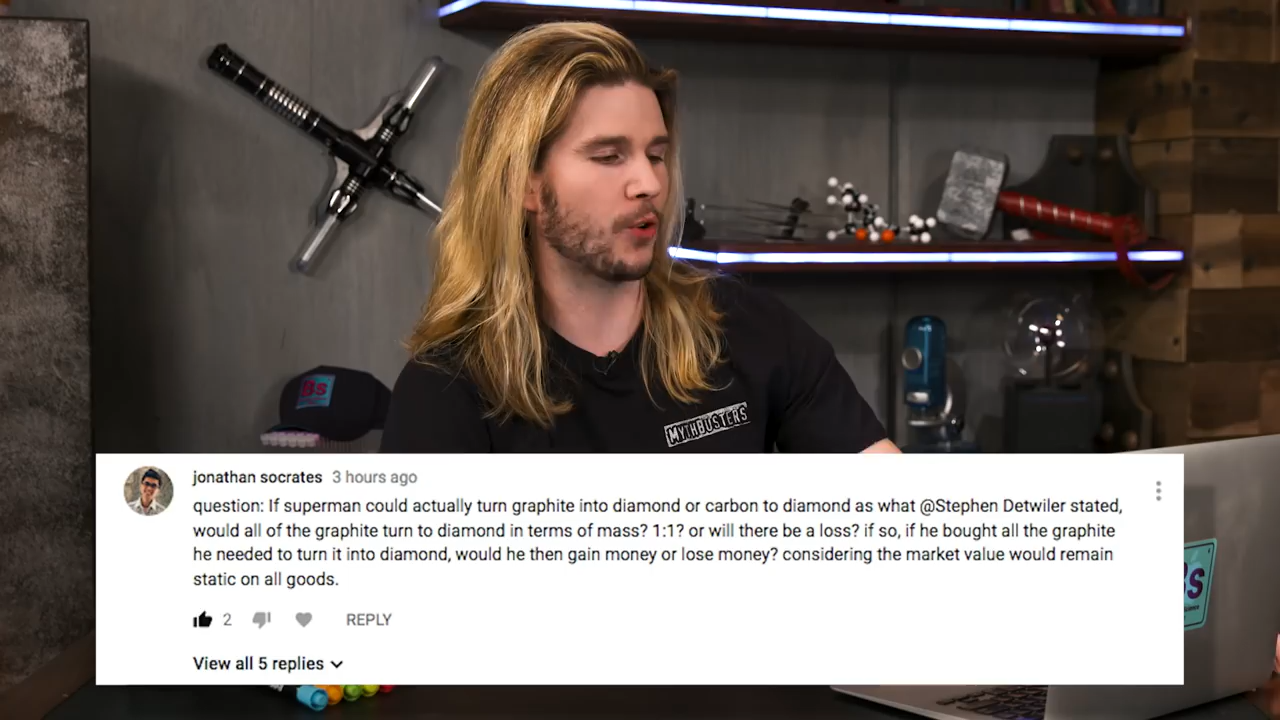 Bs
MYTHBUSTERS
jonathan socrates 3 hours ago
question: If superman could actually turn graphite into diamond or carbon to diamond as what @Stephen Detwiler stated,
would all of the graphite turn to diamond in terms of mass? 1:1? or will there be a loss? if so, if he bought all the graphite
he needed to turn it into diamond, would he then gain money or lose money? considering the market value would remain
static on all goods.
2 REPLY
View all 5 replies
s